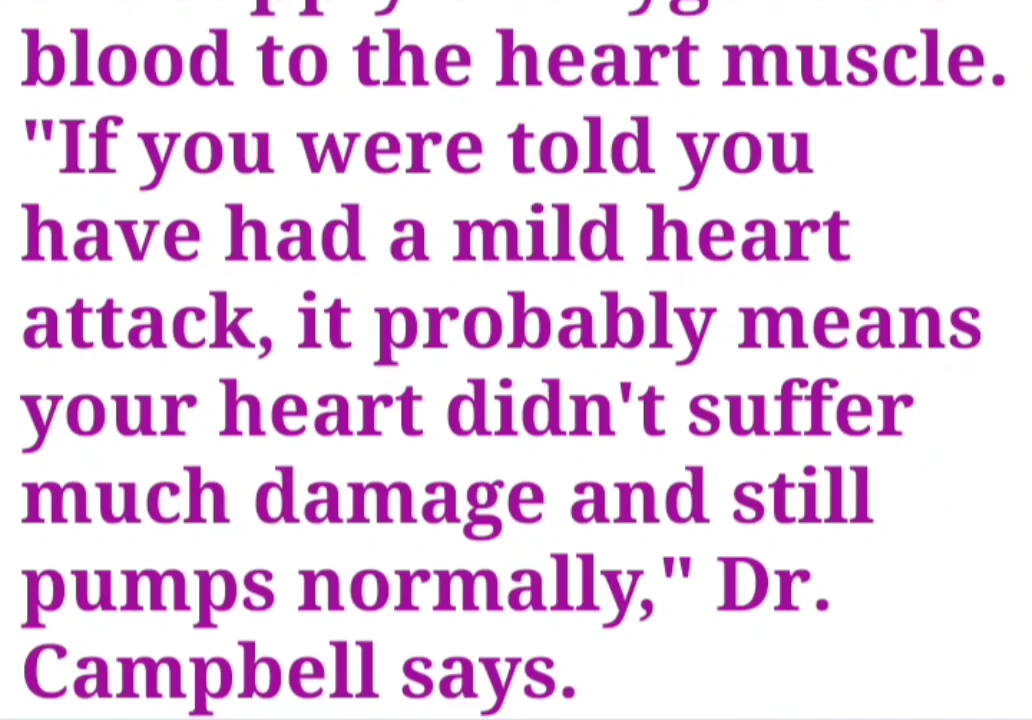 blood to the heart muscle.
"If you were told you
have had a mild heart
attack, it probably means
your heart didn't suffer
much damage and still
pumps normally," Dr.
Campbell says.